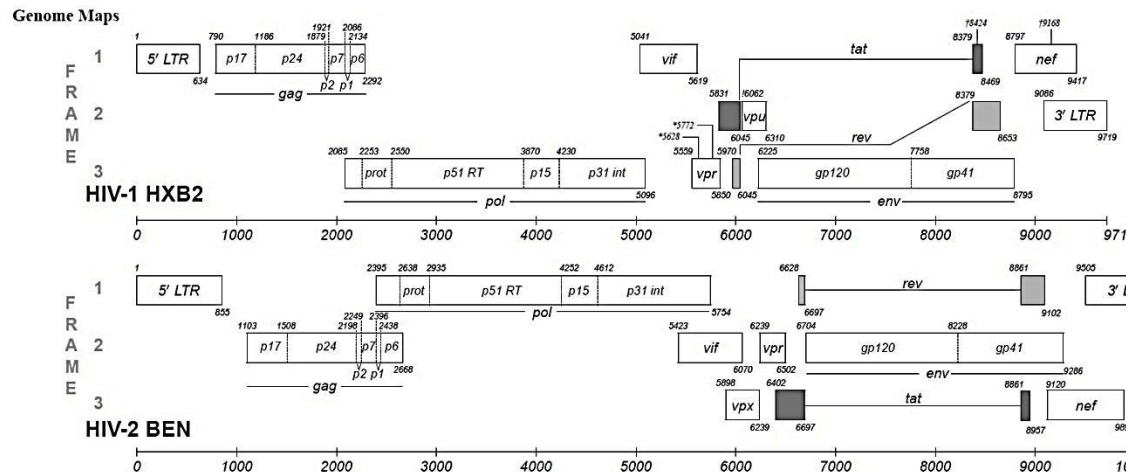 Genome Maps
1 634
5' LTR
790 1186 1879 1921 2086 2134 2292
p17 p24 p7 p6
p2 p1
gag
5041 5619
vif
tat
8379 †8424 8469
8797 †9168 9417
nef
FRAME
1
2
3
5831 6045
!6062 6310
vpu
*5772
*5628
rev
8379 8653
9086 9719
3' LTR
2085 2253 2550 3870 4230 5096
prot p51 RT p15 p31 int
pol
5559 5850
vpr
5970 6045
6225 7758 8795
gp120 gp41
env
HIV-1 HXB2
0 1000 2000 3000 4000 5000 6000 7000 8000 9000 971
1 855
5' LTR
2395 2638 2935 4252 4612 5754
prot p51 RT p15 p31 int
pol
6628 6697
rev
8861 9102
9505
3' L
FRAME
1
2
3
1103 1508 2198 2249 2396 2438 2668
p17 p24 p7 p6
p2 p1
gag
5423 6070
vif
6239 6502
vpr
6704 8228 9286
gp120 gp41
env
5898 6239
vpx
6402 6697
tat
8861 8957
9120
nef
HIV-2 BEN
0 1000 2000 3000 4000 5000 6000 7000 8000 9000 10